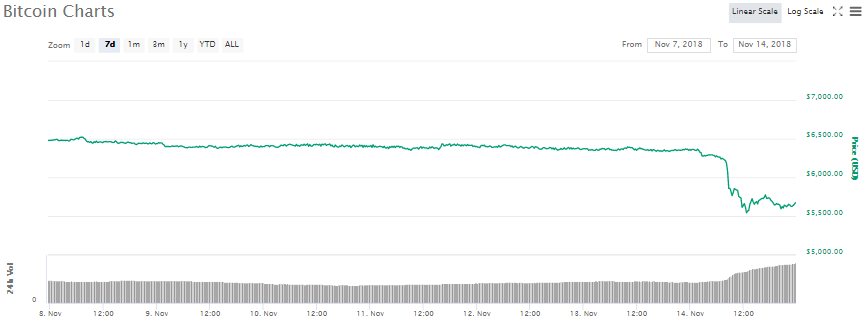 Bitcoin Charts
Linear Scale Log Scale
Zoom 1d 7d 1m 3m 1y YTD ALL From Nov 7, 2018 To Nov 14, 2018
$7,000.00
$6,500.00
$6,000.00
$5,500.00
$5,000.00
Price (USD)
24h Vol
0
8. Nov 12:00 9. Nov 12:00 10. Nov 12:00 11. Nov 12:00 12. Nov 12:00 13. Nov 12:00 14. Nov 12:00